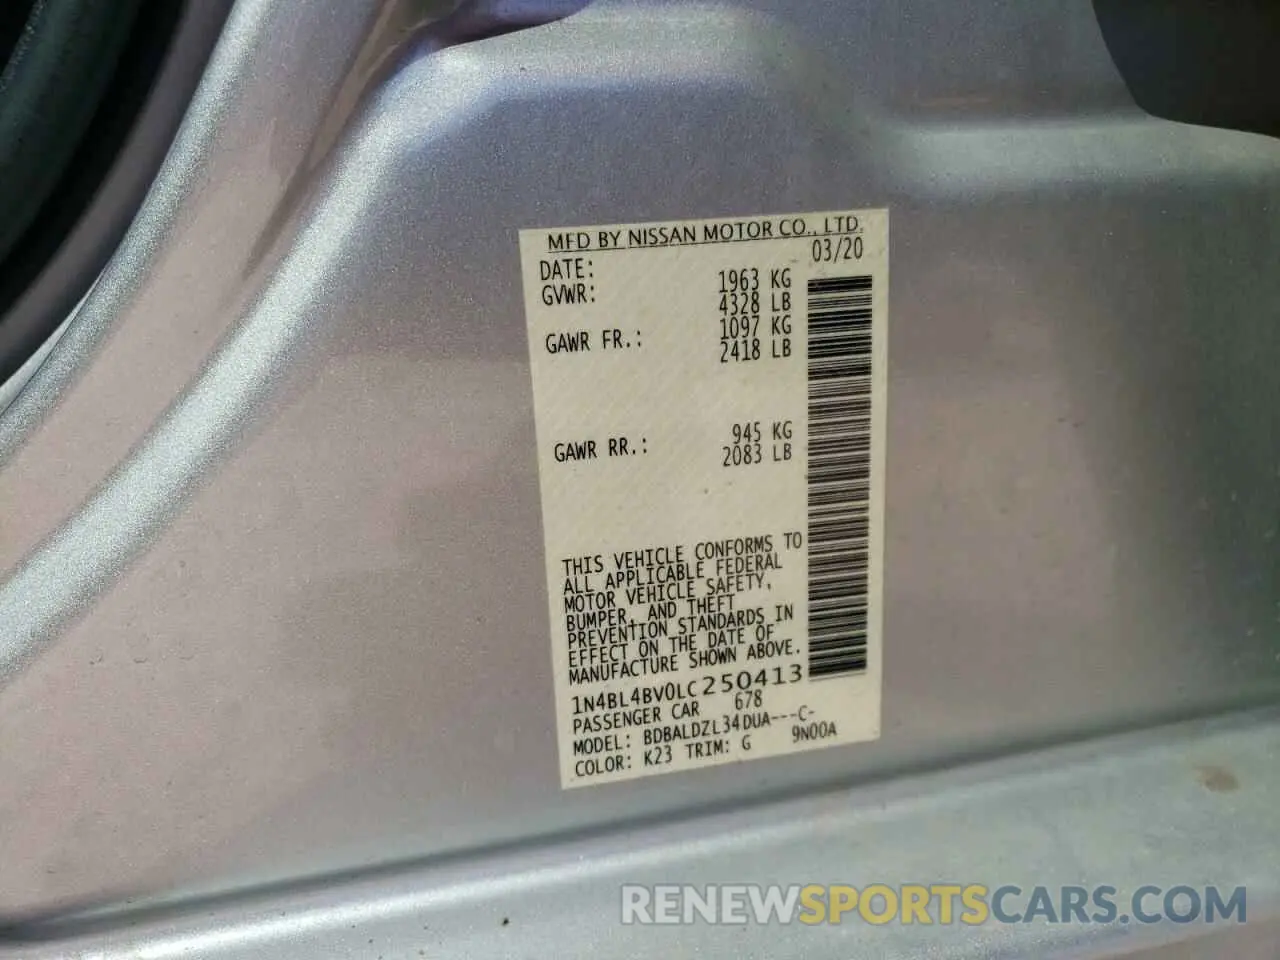 MFD BY NISSAN MOTOR CO., LTD.
DATE: 03/20
GVWR: 1963 KG
4328 LB
GAWR FR.: 1097 KG
2418 LB
GAWR RR.: 945 KG
2083 LB
THIS VEHICLE CONFORMS TO
ALL APPLICABLE FEDERAL
MOTOR VEHICLE SAFETY,
BUMPER, AND THEFT
PREVENTION STANDARDS IN
EFFECT ON THE DATE OF
MANUFACTURE SHOWN ABOVE.
1N4BL4BV0LC250413
PASSENGER CAR 678
MODEL: BDBALDZL34DUA---C-
COLOR: K23 TRIM: G 9N00A
RENEWSPORTSCARS.COM